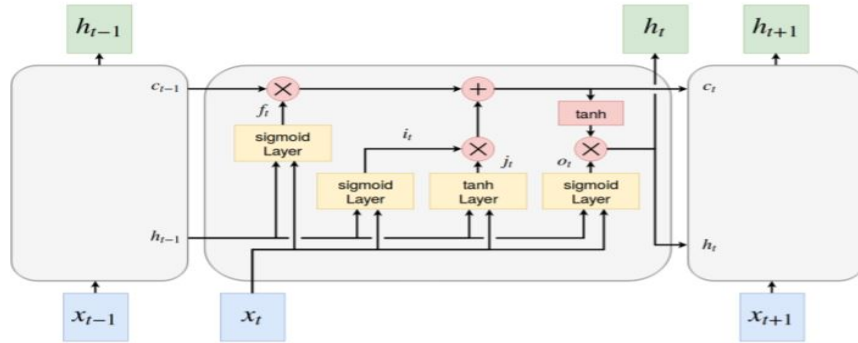 h_{t−1} h_t h_{t+1}
c_{t−1} × + c_t
f_t tanh
sigmoid
Layer
i_t × j_t o_t ×
sigmoid
Layer
tanh
Layer
sigmoid
Layer
h_{t−1} h_t
x_{t−1} x_t x_{t+1}